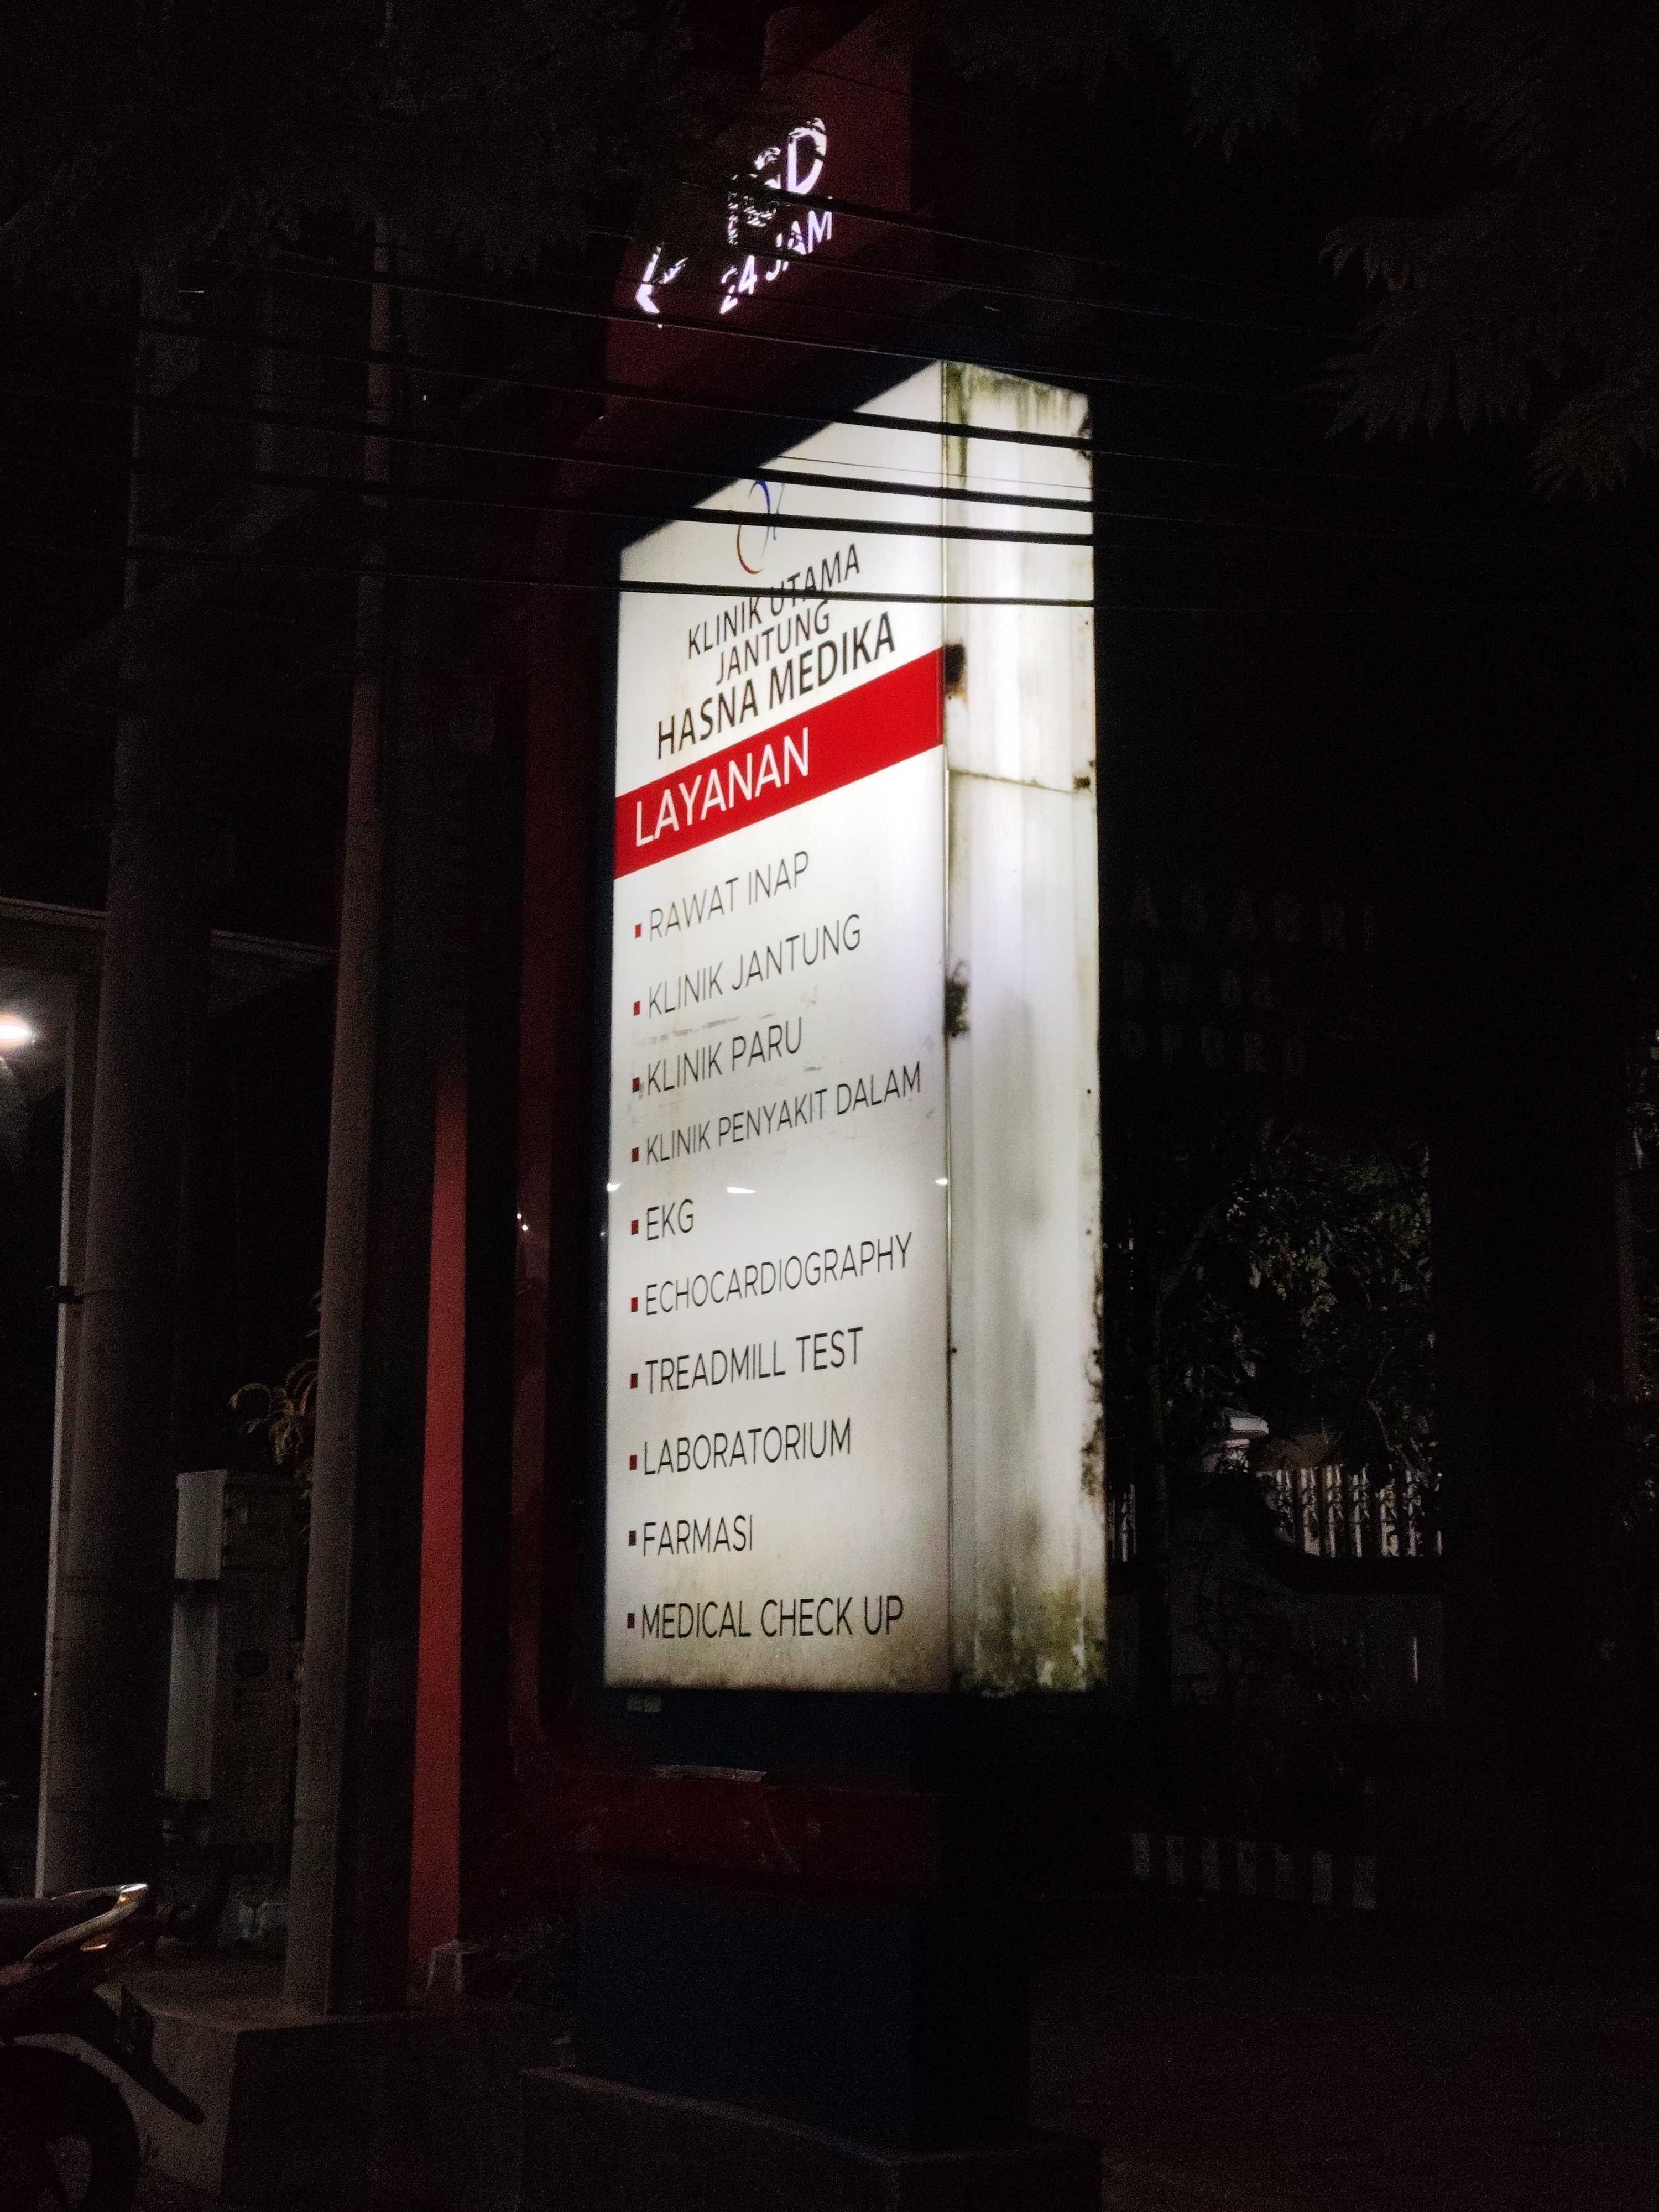 24 JAM
KLINIK UTAMA
JANTUNG
HASNA MEDIKA
LAYANAN
RAWAT INAP
KLINIK JANTUNG
KLINIK PARU
KLINIK PENYAKIT DALAM
EKG
ECHOCARDIOGRAPHY
TREADMILL TEST
LABORATORIUM
FARMASI
MEDICAL CHECK UP